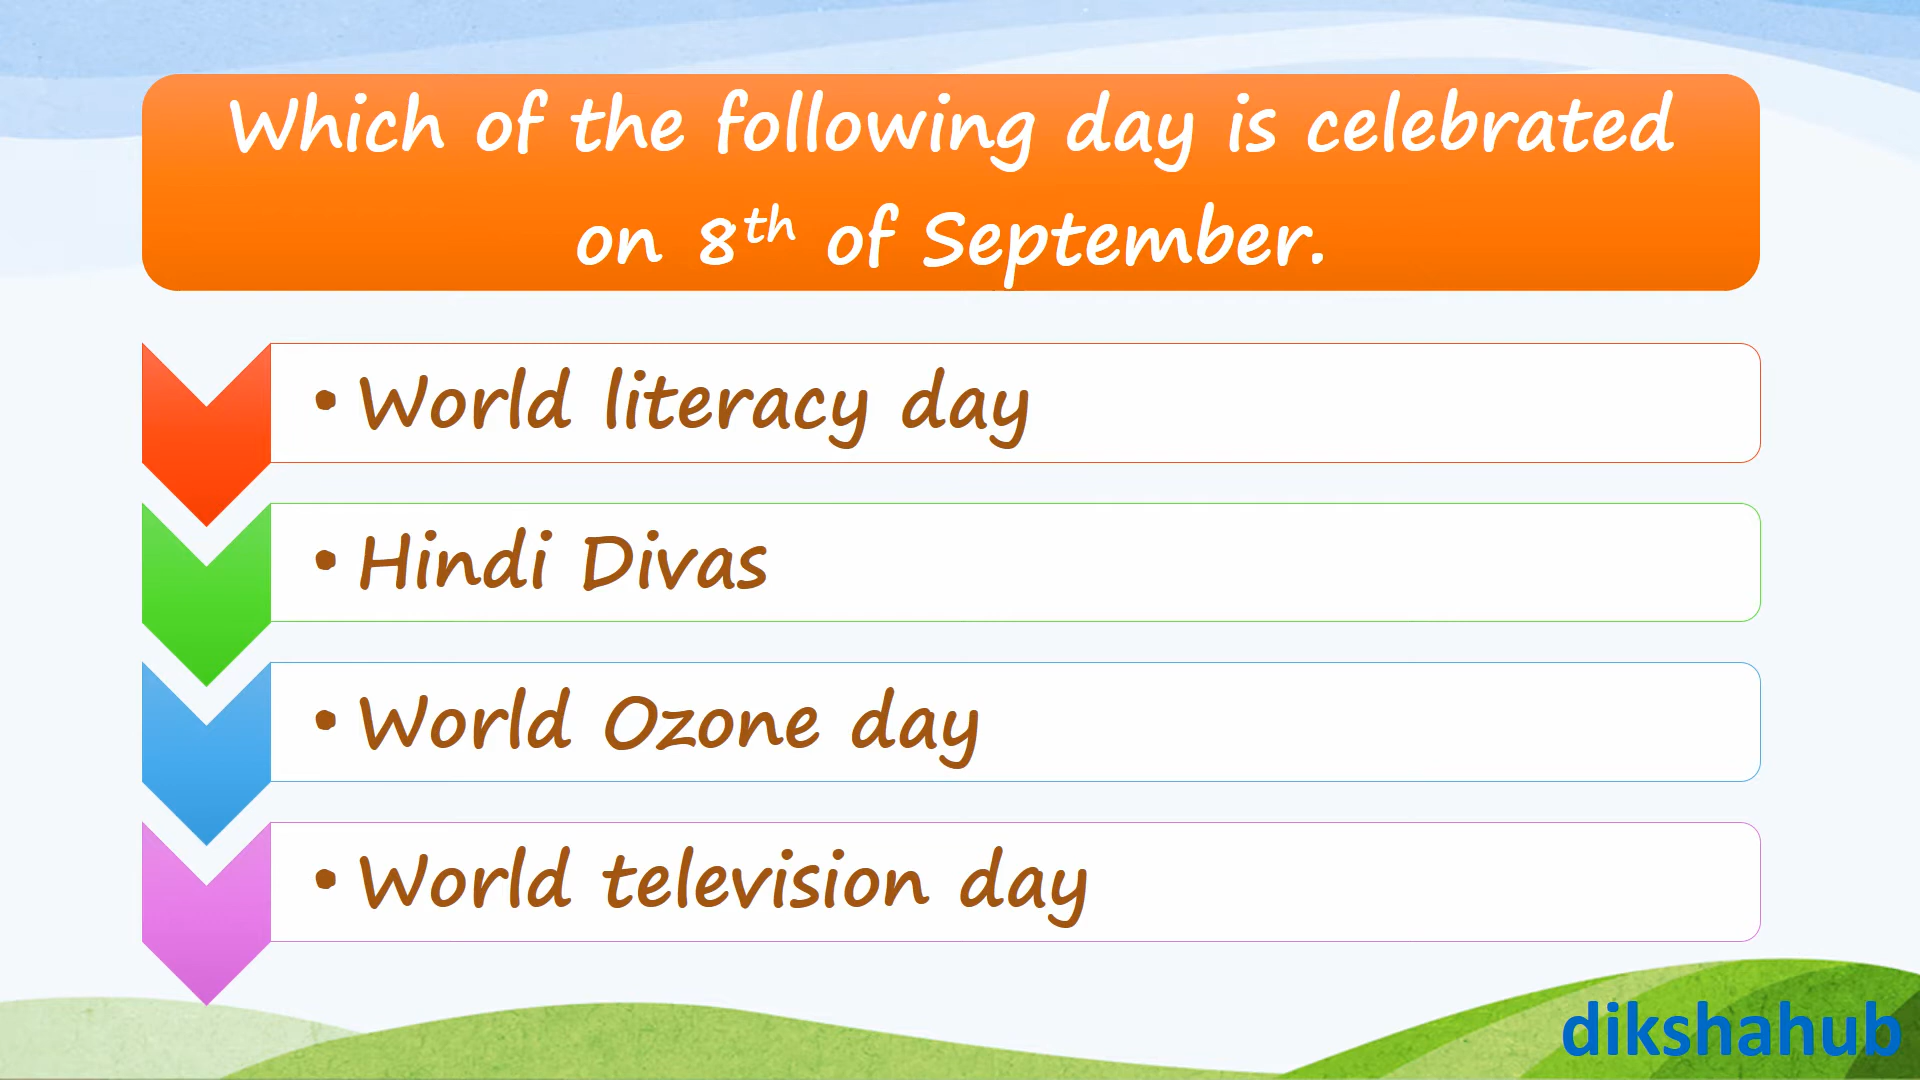 Which of the following day is celebrated
on 8th of September.
• World literacy day
• Hindi Divas
• World Ozone day
• World television day
dikshahub